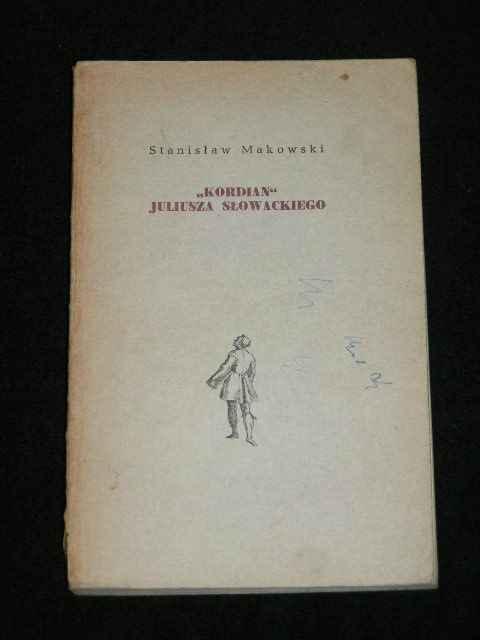 Stanisław Makowski
„KORDIAN“
JULIUSZA SŁOWACKIEGO